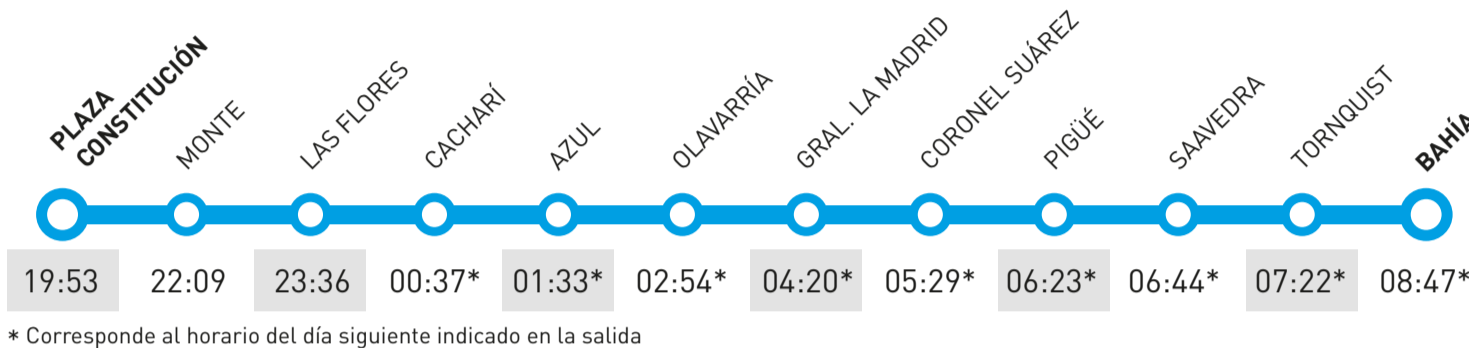 PLAZA
CONSTITUCIÓN
MONTE
LAS FLORES
CACHARÍ
AZUL
OLAVARRÍA
GRAL. LA MADRID
CORONEL SUÁREZ
PIGÜÉ
SAAVEDRA
TORNQUIST
BAHÍA
19:53 22:09 23:36 00:37* 01:33* 02:54* 04:20* 05:29* 06:23* 06:44* 07:22* 08:47*
* Corresponde al horario del día siguiente indicado en la salida